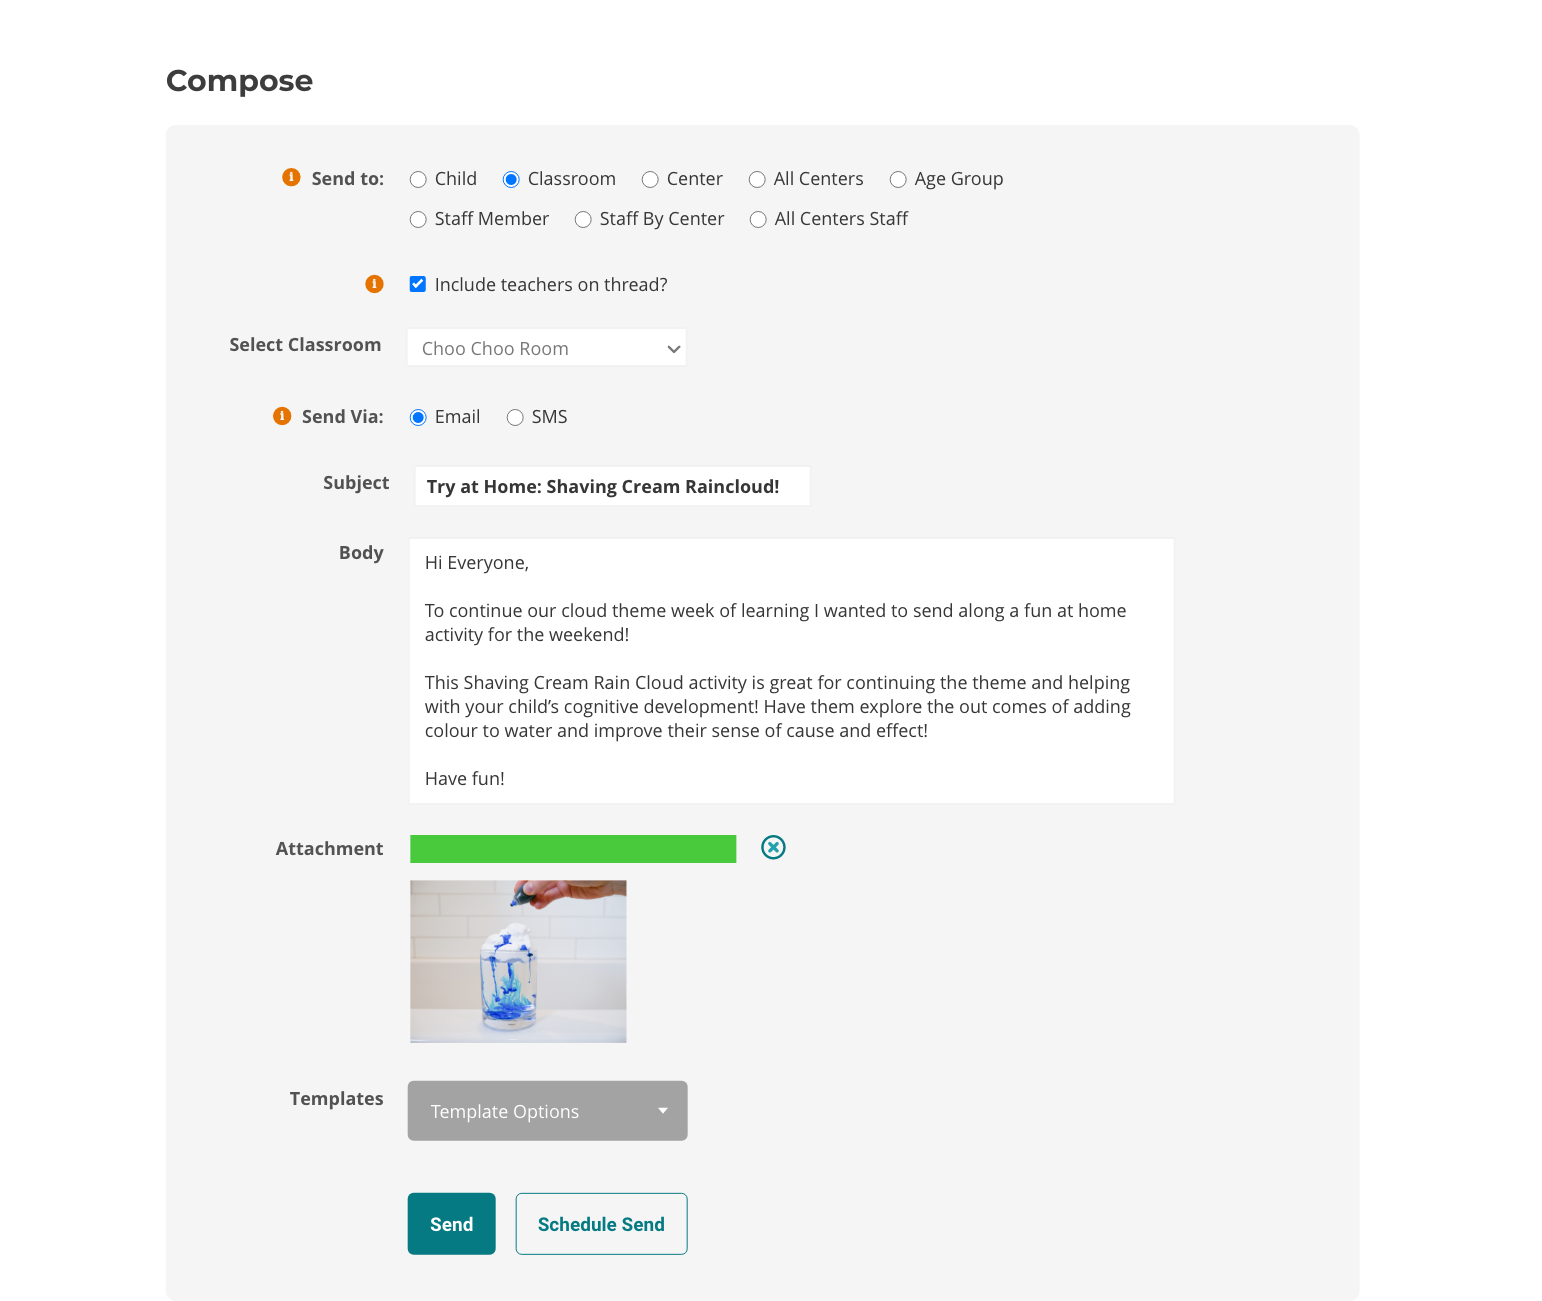 Compose
Send to: Child Classroom Center All Centers Age Group
Staff Member Staff By Center All Centers Staff
Include teachers on thread?
Select Classroom Choo Choo Room
Send Via: Email SMS
Subject Try at Home: Shaving Cream Raincloud!
Body Hi Everyone,
To continue our cloud theme week of learning I wanted to send along a fun at home
activity for the weekend!
This Shaving Cream Rain Cloud activity is great for continuing the theme and helping
with your child’s cognitive development! Have them explore the out comes of adding
colour to water and improve their sense of cause and effect!
Have fun!
Attachment
Templates Template Options
Send Schedule Send